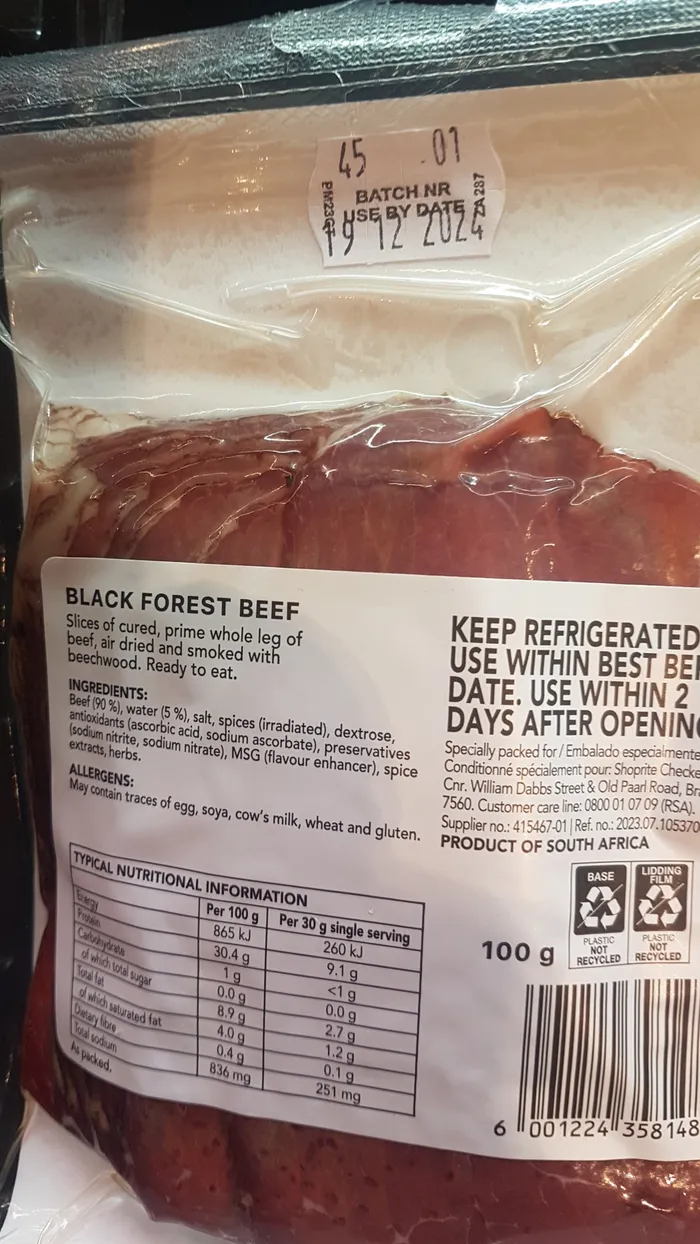 45 .01
BATCH NR
USE BY DATE
19 12 2024
ZA 287
BLACK FOREST BEEF
Slices of cured, prime whole leg of
beef, air dried and smoked with
beechwood. Ready to eat.
INGREDIENTS:
Beef (90 %), water (5 %), salt, spices (irradiated), dextrose,
antioxidants (ascorbic acid, sodium ascorbate), preservatives
(sodium nitrite, sodium nitrate), MSG (flavour enhancer), spice
extracts, herbs.
ALLERGENS:
May contain traces of egg, soya, cow's milk, wheat and gluten.
TYPICAL NUTRITIONAL INFORMATION
Per 100 g Per 30 g single serving
Energy 865 kJ 260 kJ
Protein 30.4 g 9.1 g
Carbohydrate 1 g <1 g
of which total sugar 0.0 g 0.0 g
Total fat 8.9 g 2.7 g
of which saturated fat 4.0 g 1.2 g
Dietary fibre 0.4 g 0.1 g
Total sodium 836 mg 251 mg
As packed.
KEEP REFRIGERATED
USE WITHIN BEST
DATE. USE WITHIN 2
DAYS AFTER
Specially packed for / Embalado especialmente
Conditionné spécialement pour: Shoprite
Cnr. William Dabbs Street & Old Paarl Road,
7560. Customer care line: 0800 01 07 09 (RSA).
Supplier no.: 415467-01 | Ref. no.: 2023.07.105370
PRODUCT OF SOUTH AFRICA
100 g
BASE
PLASTIC
NOT
RECYCLED
LIDDING
FILM
PLASTIC
NOT
RECYCLED
6 001224 358148